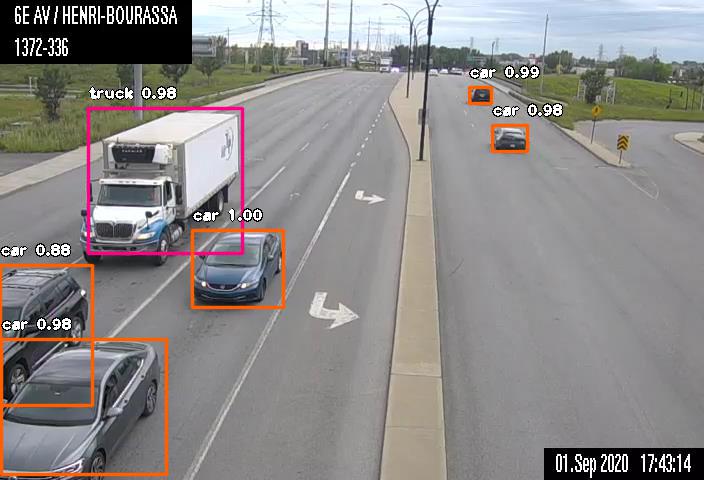 6E AV / HENRI-BOURASSA
1372-336
car 0.99
truck 0.98
car 0.98
car 1.00
car 0.88
car 0.98
01.Sep 2020 17:43:14